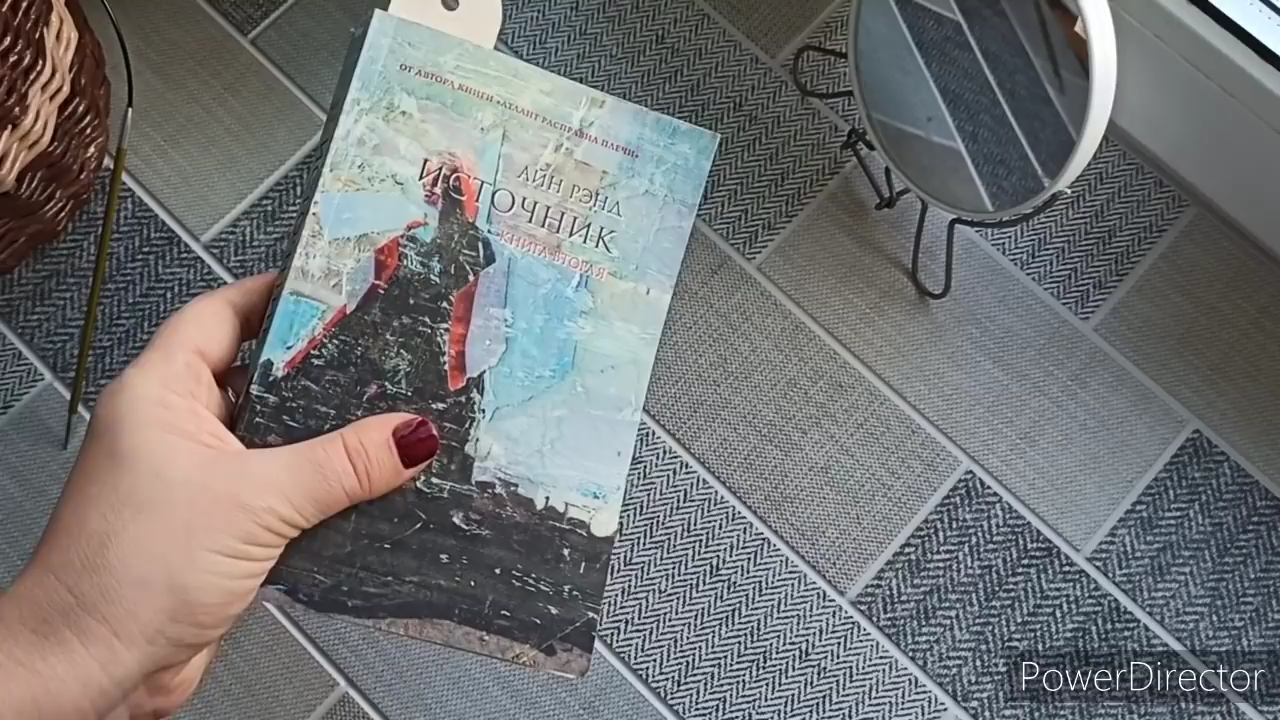 ОТ АВТОРА КНИГИ «АТЛАНТ РАСПРАВИЛ ПЛЕЧИ»
АЙН РЭНД
ИСТОЧНИК
КНИГА ВТОРАЯ
PowerDirector